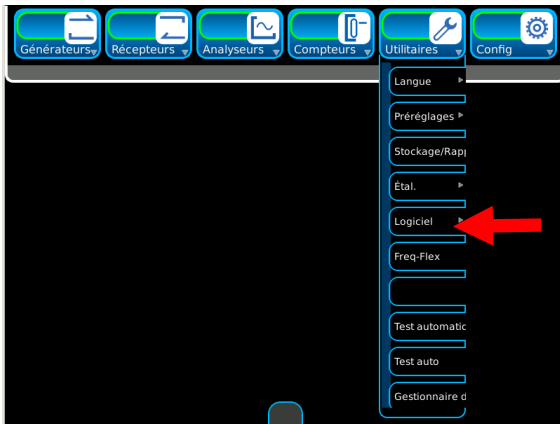 Générateurs Récepteurs Analyseurs Compteurs Utilitaires Config
Langue
Préréglages
Stockage/Rapp
Étal.
Logiciel
Freq-Flex
Test automatic
Test auto
Gestionnaire d